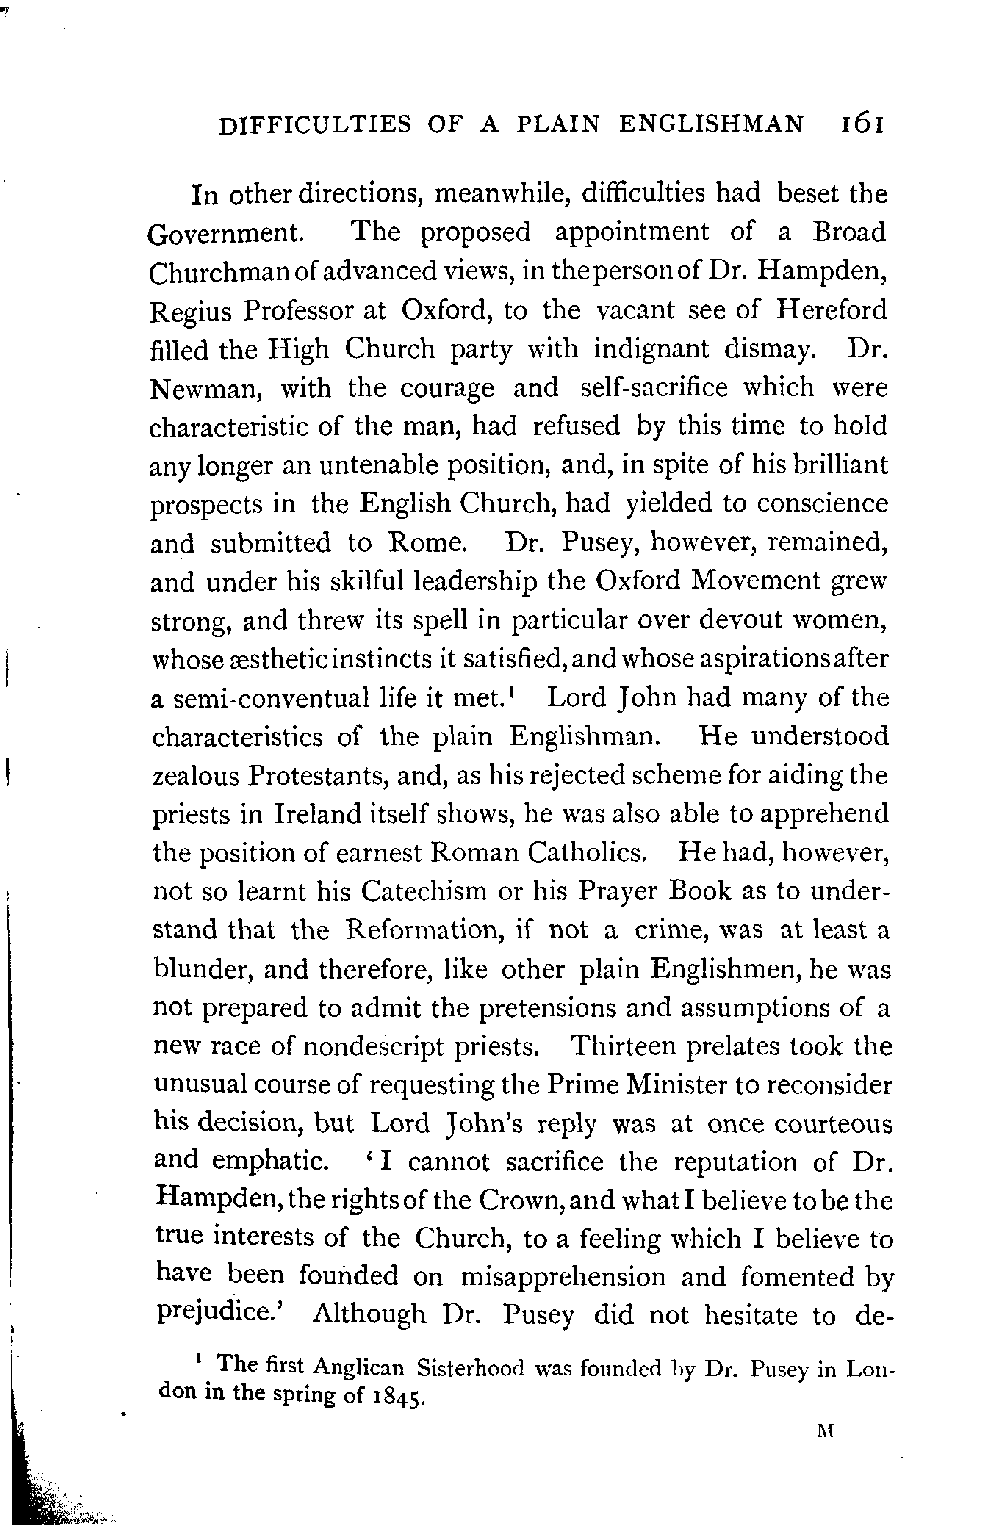 DIFFICULTIES OF A PLAIN ENGLISHMAN 161
In other directions, meanwhile, difficulties had beset the
Government. The proposed appointment of a Broad
Churchman of advanced views, in the person of Dr. Hampden,
Regius Professor at Oxford, to the vacant see of Hereford
filled the High Church party with indignant dismay. Dr.
Newman, with the courage and self-sacrifice which were
characteristic of the man, had refused by this time to hold
any longer an untenable position, and, in spite of his brilliant
prospects in the English Church, had yielded to conscience
and submitted to Rome. Dr. Pusey, however, remained,
and under his skilful leadership the Oxford Movement grew
strong, and threw its spell in particular over devout women,
whose æsthetic instincts it satisfied, and whose aspirations after
a semi-conventual life it met.¹ Lord John had many of the
characteristics of the plain Englishman. He understood
zealous Protestants, and, as his rejected scheme for aiding the
priests in Ireland itself shows, he was also able to apprehend
the position of earnest Roman Catholics. He had, however,
not so learnt his Catechism or his Prayer Book as to under-
stand that the Reformation, if not a crime, was at least a
blunder, and therefore, like other plain Englishmen, he was
not prepared to admit the pretensions and assumptions of a
new race of nondescript priests. Thirteen prelates took the
unusual course of requesting the Prime Minister to reconsider
his decision, but Lord John's reply was at once courteous
and emphatic. ‘I cannot sacrifice the reputation of Dr.
Hampden, the rights of the Crown, and what I believe to be the
true interests of the Church, to a feeling which I believe to
have been founded on misapprehension and fomented by
prejudice.’ Although Dr. Pusey did not hesitate to de-
¹ The first Anglican Sisterhood was founded by Dr. Pusey in Lon-
don in the spring of 1845.
M